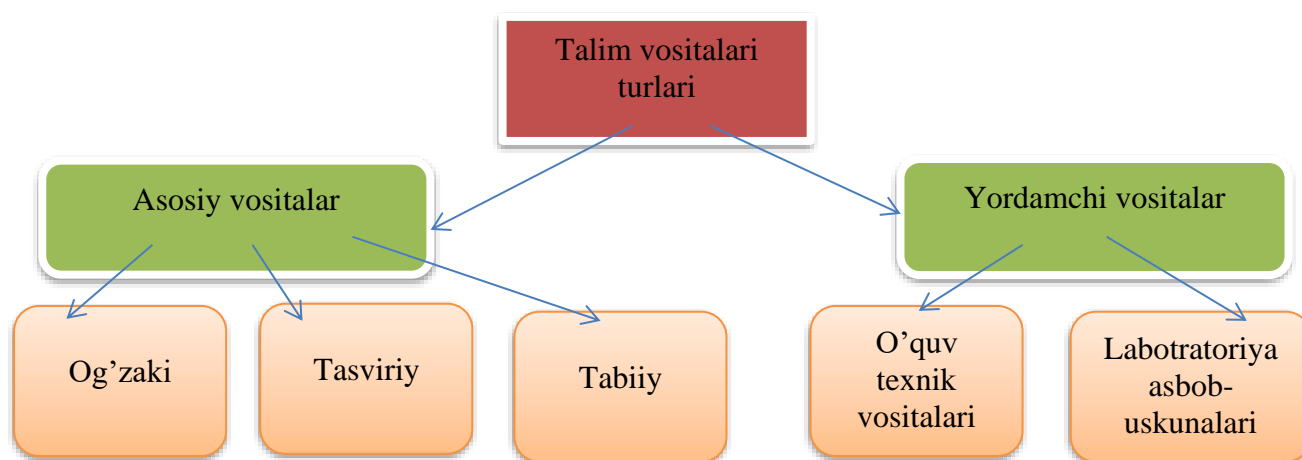 Talim vositalari
turlari
Asosiy vositalar
Yordamchi vositalar
Og’zaki
Tasviriy
Tabiiy
O’quv
texnik
vositalari
Labotratoriya
asbob-
uskunalari